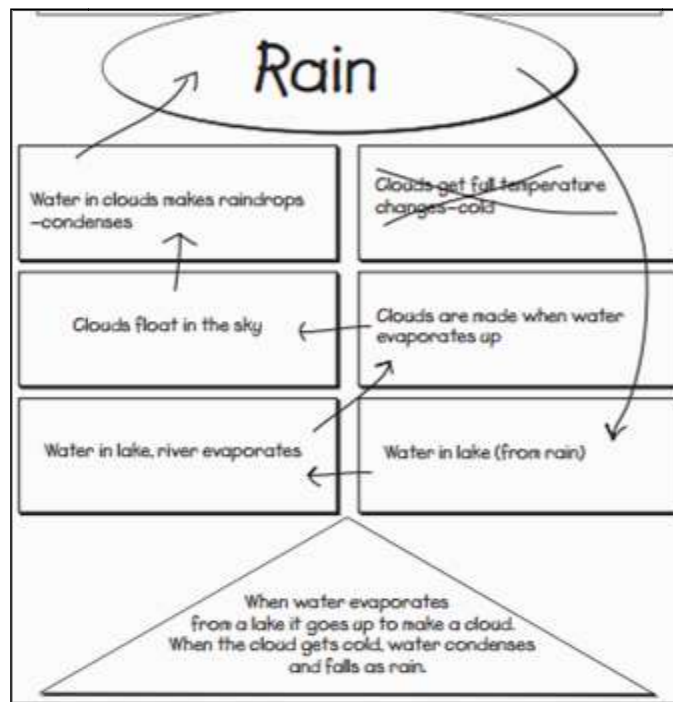 Rain
Water in clouds makes raindrops
-condenses
Clouds get full temperature
changes-cold
Clouds float in the sky
Clouds are made when water
evaporates up
Water in lake, river evaporates
Water in lake (from rain)
When water evaporates
from a lake it goes up to make a cloud.
When the cloud gets cold, water condenses
and falls as rain.